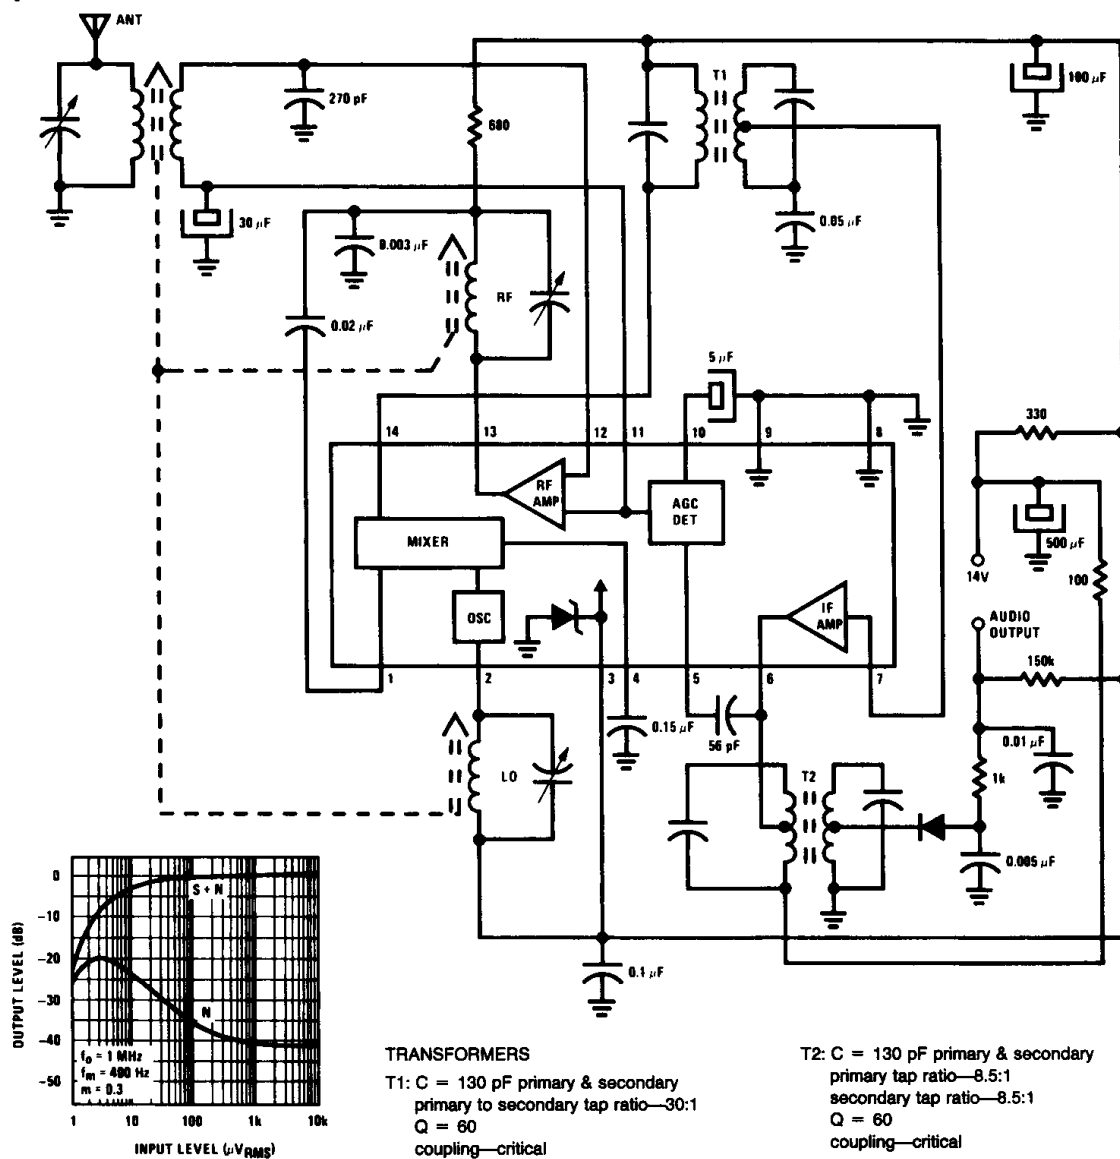 ANT
270 pF
680
T1
100 µF
30 µF
0.003 µF
0.05 µF
RF
0.02 µF
5 µF
330
14
13
12
11
10
9
8
RF
AMP
AGC
DET
MIXER
500 µF
14V
100
OSC
IF
AMP
AUDIO
OUTPUT
150k
1
2
3
4
5
6
7
0.15 µF
56 pF
0.01 µF
LO
T2
1k
0.005 µF
0.1 µF
OUTPUT LEVEL (dB)
0
-10
-20
-30
-40
-50
S + N
N
fo = 1 MHz
fm = 400 Hz
m = 0.3
1
10
100
1k
10k
INPUT LEVEL (µVRMS)
TRANSFORMERS
T1: C = 130 pF primary & secondary
primary to secondary tap ratio—30:1
Q = 60
coupling—critical
T2: C = 130 pF primary & secondary
primary tap ratio—8.5:1
secondary tap ratio—8.5:1
Q = 60
coupling—critical